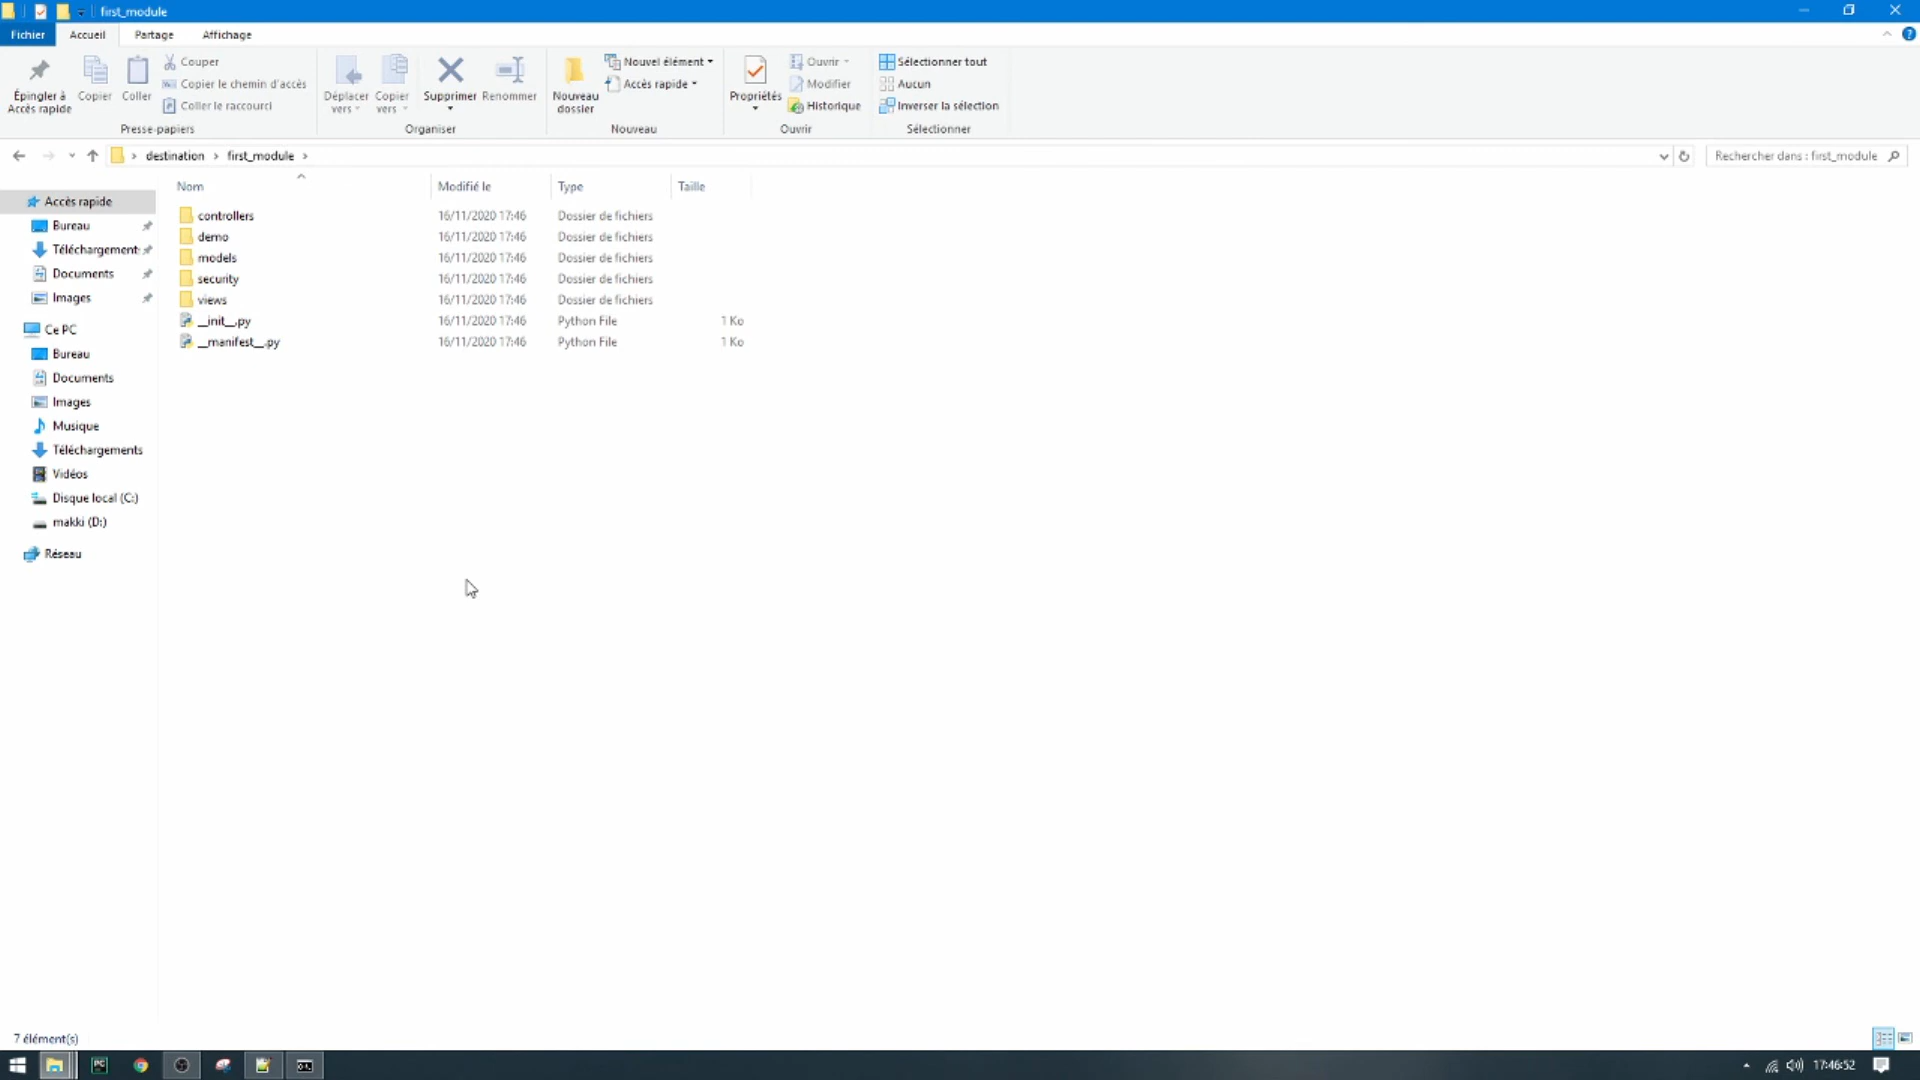 first_module
Fichier Accueil Partage Affichage
Épingler à Accès rapide
Copier
Coller
Couper
Copier le chemin d'accès
Coller le raccourci
Presse-papiers
Déplacer vers
Copier vers
Supprimer
Renommer
Organiser
Nouveau dossier
Nouvel élément
Accès rapide
Nouveau
Propriétés
Ouvrir
Modifier
Historique
Ouvrir
Sélectionner tout
Aucun
Inverser la sélection
Sélectionner
destination > first_module >
Rechercher dans : first_module
Nom Modifié le Type Taille
controllers 16/11/2020 17:46 Dossier de fichiers
demo 16/11/2020 17:46 Dossier de fichiers
models 16/11/2020 17:46 Dossier de fichiers
security 16/11/2020 17:46 Dossier de fichiers
views 16/11/2020 17:46 Dossier de fichiers
__init__.py 16/11/2020 17:46 Python File 1 Ko
__manifest__.py 16/11/2020 17:46 Python File 1 Ko
Accès rapide
Bureau
Téléchargement
Documents
Images
Ce PC
Bureau
Documents
Images
Musique
Téléchargements
Vidéos
Disque local (C:)
makki (D:)
Réseau
7 élément(s)
17:46:52